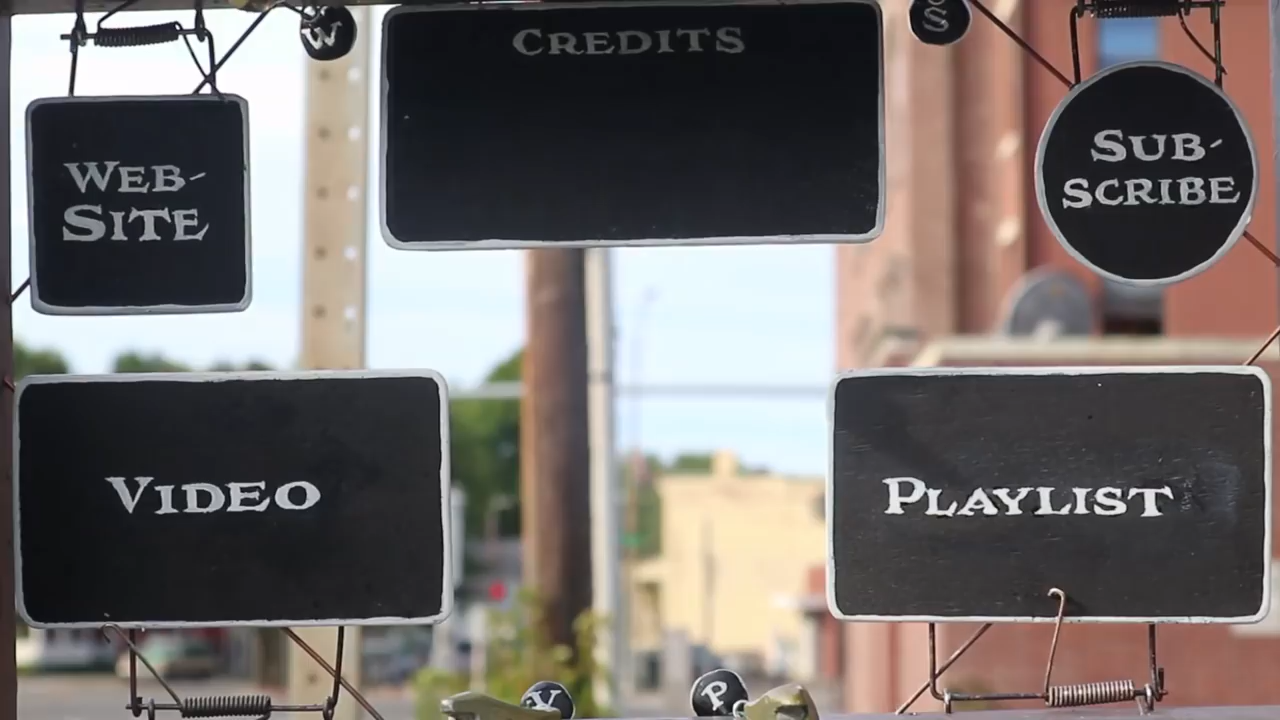 W
CREDITS
S
WEB-
SITE
SUB-
SCRIBE
VIDEO
PLAYLIST
V
P